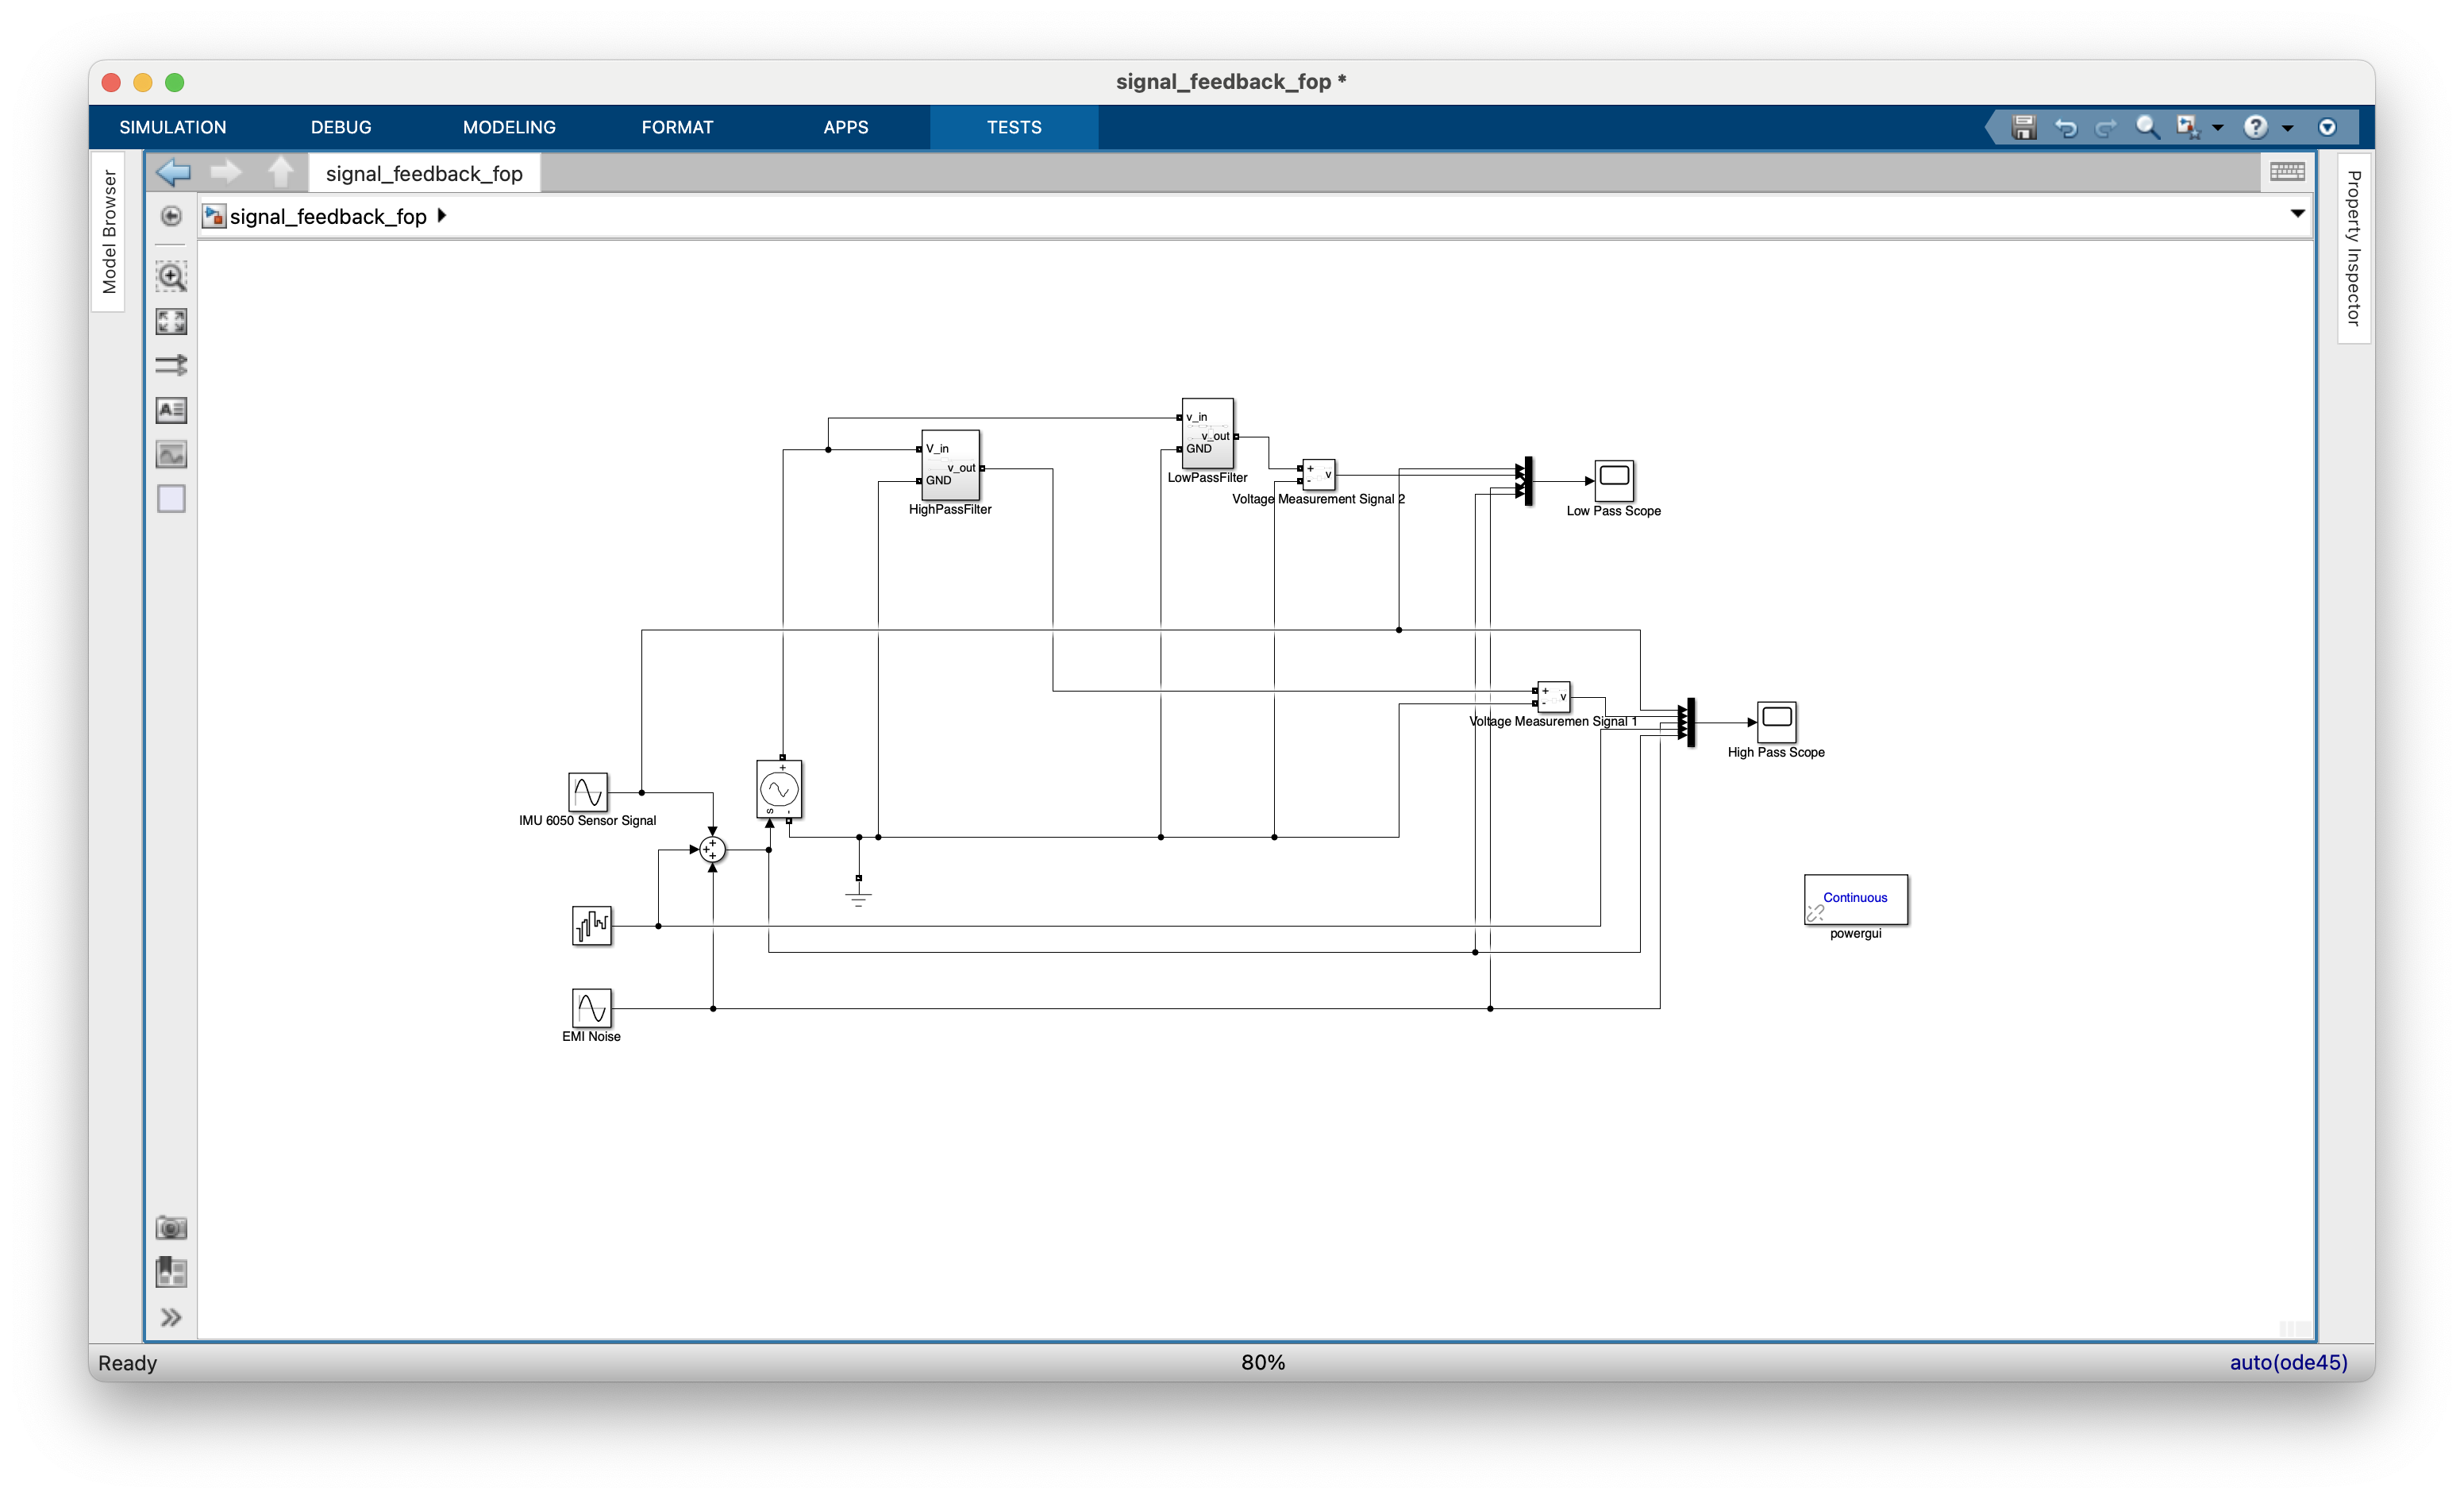 signal_feedback_fop *
SIMULATION DEBUG MODELING FORMAT APPS TESTS
Model Browser
signal_feedback_fop
signal_feedback_fop
Property Inspector
v_in
v_out
GND
LowPassFilter
V_in
v_out
GND
HighPassFilter
+
v
-
Voltage Measurement Signal 2
Low Pass Scope
+
v
-
Voltage Measuremen Signal 1
High Pass Scope
+
s
-
IMU 6050 Sensor Signal
+
+
+
Continuous
powergui
EMI Noise
Ready
80%
auto(ode45)